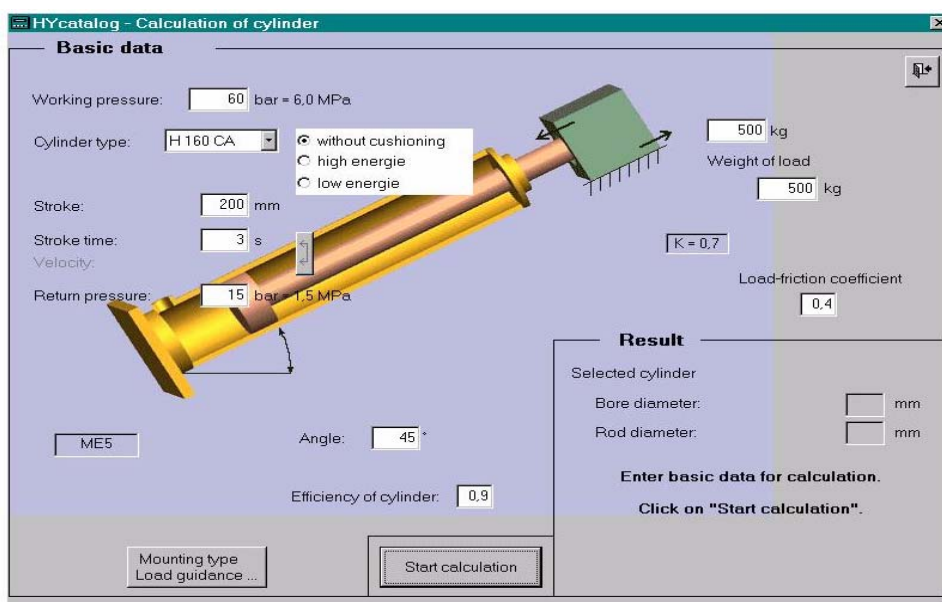 HYcatalog - Calculation of cylinder
Basic data
Working pressure: 60 bar = 6,0 MPa
Cylinder type: H 160 CA
without cushioning
high energie
low energie
500 kg
Weight of load
500 kg
Stroke: 200 mm
Stroke time: 3 s
Velocity:
K = 0,7
Return pressure: 15 bar = 1,5 MPa
Load-friction coefficient
0,4
Result
Selected cylinder
Bore diameter: mm
Rod diameter: mm
ME5
Angle: 45 °
Enter basic data for calculation.
Efficiency of cylinder: 0,9
Click on "Start calculation".
Mounting type
Load guidance ...
Start calculation